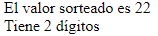 El valor sorteado es 22
Tiene 2 dígitos